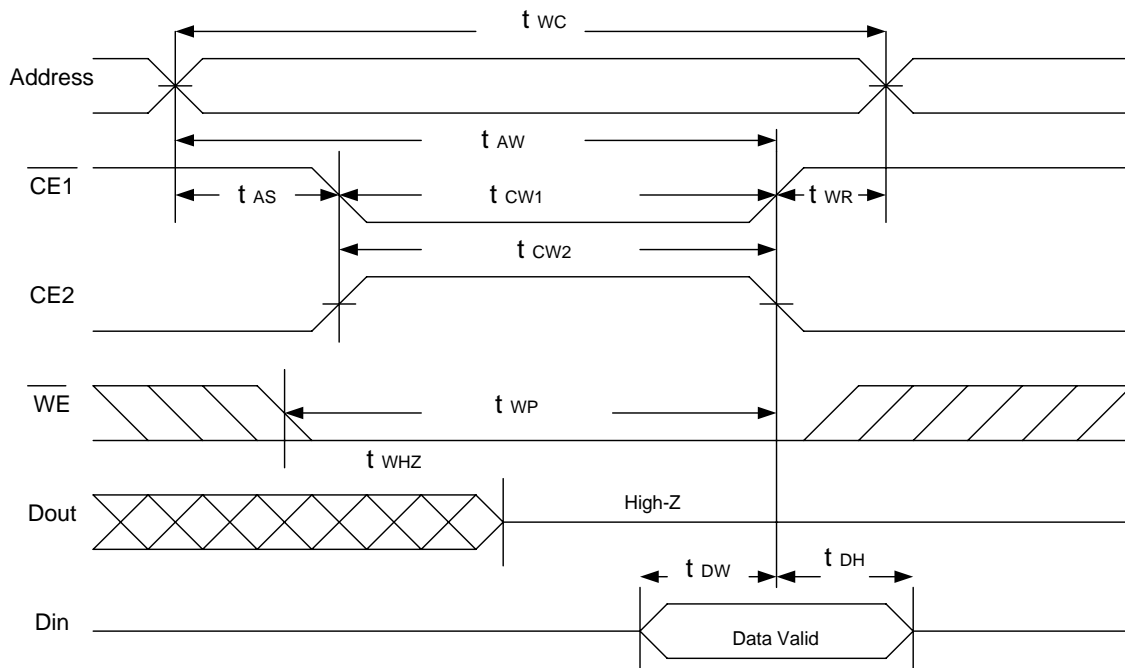 t WC
Address
t AW
CE1
t AS
t CW1
t WR
t CW2
CE2
WE
t WP
t WHZ
Dout
High-Z
t DW
t DH
Din
Data Valid